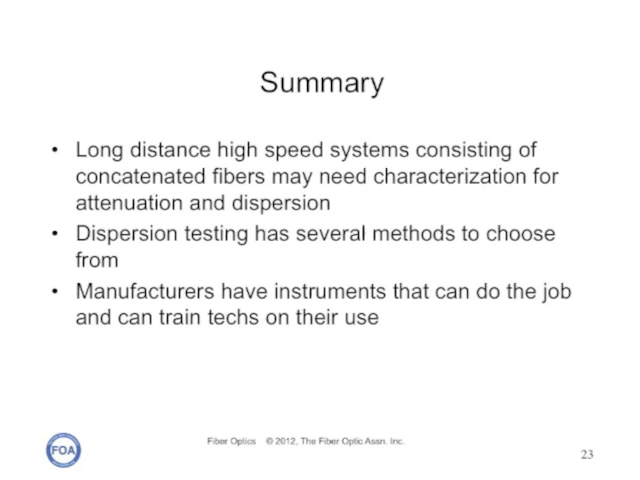 Summary
• Long distance high speed systems consisting of
concatenated fibers may need characterization for
attenuation and dispersion
• Dispersion testing has several methods to choose
from
• Manufacturers have instruments that can do the job
and can train techs on their use
FOA
Fiber Optics © 2012, The Fiber Optic Assn. Inc.
23